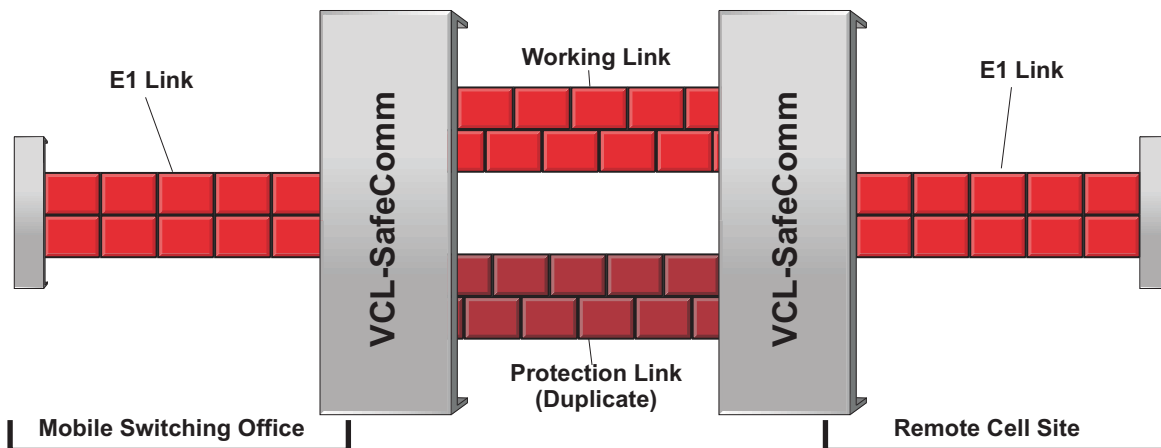 E1 Link
Working Link
E1 Link
VCL-SafeComm
VCL-SafeComm
Protection Link
(Duplicate)
Mobile Switching Office
Remote Cell Site